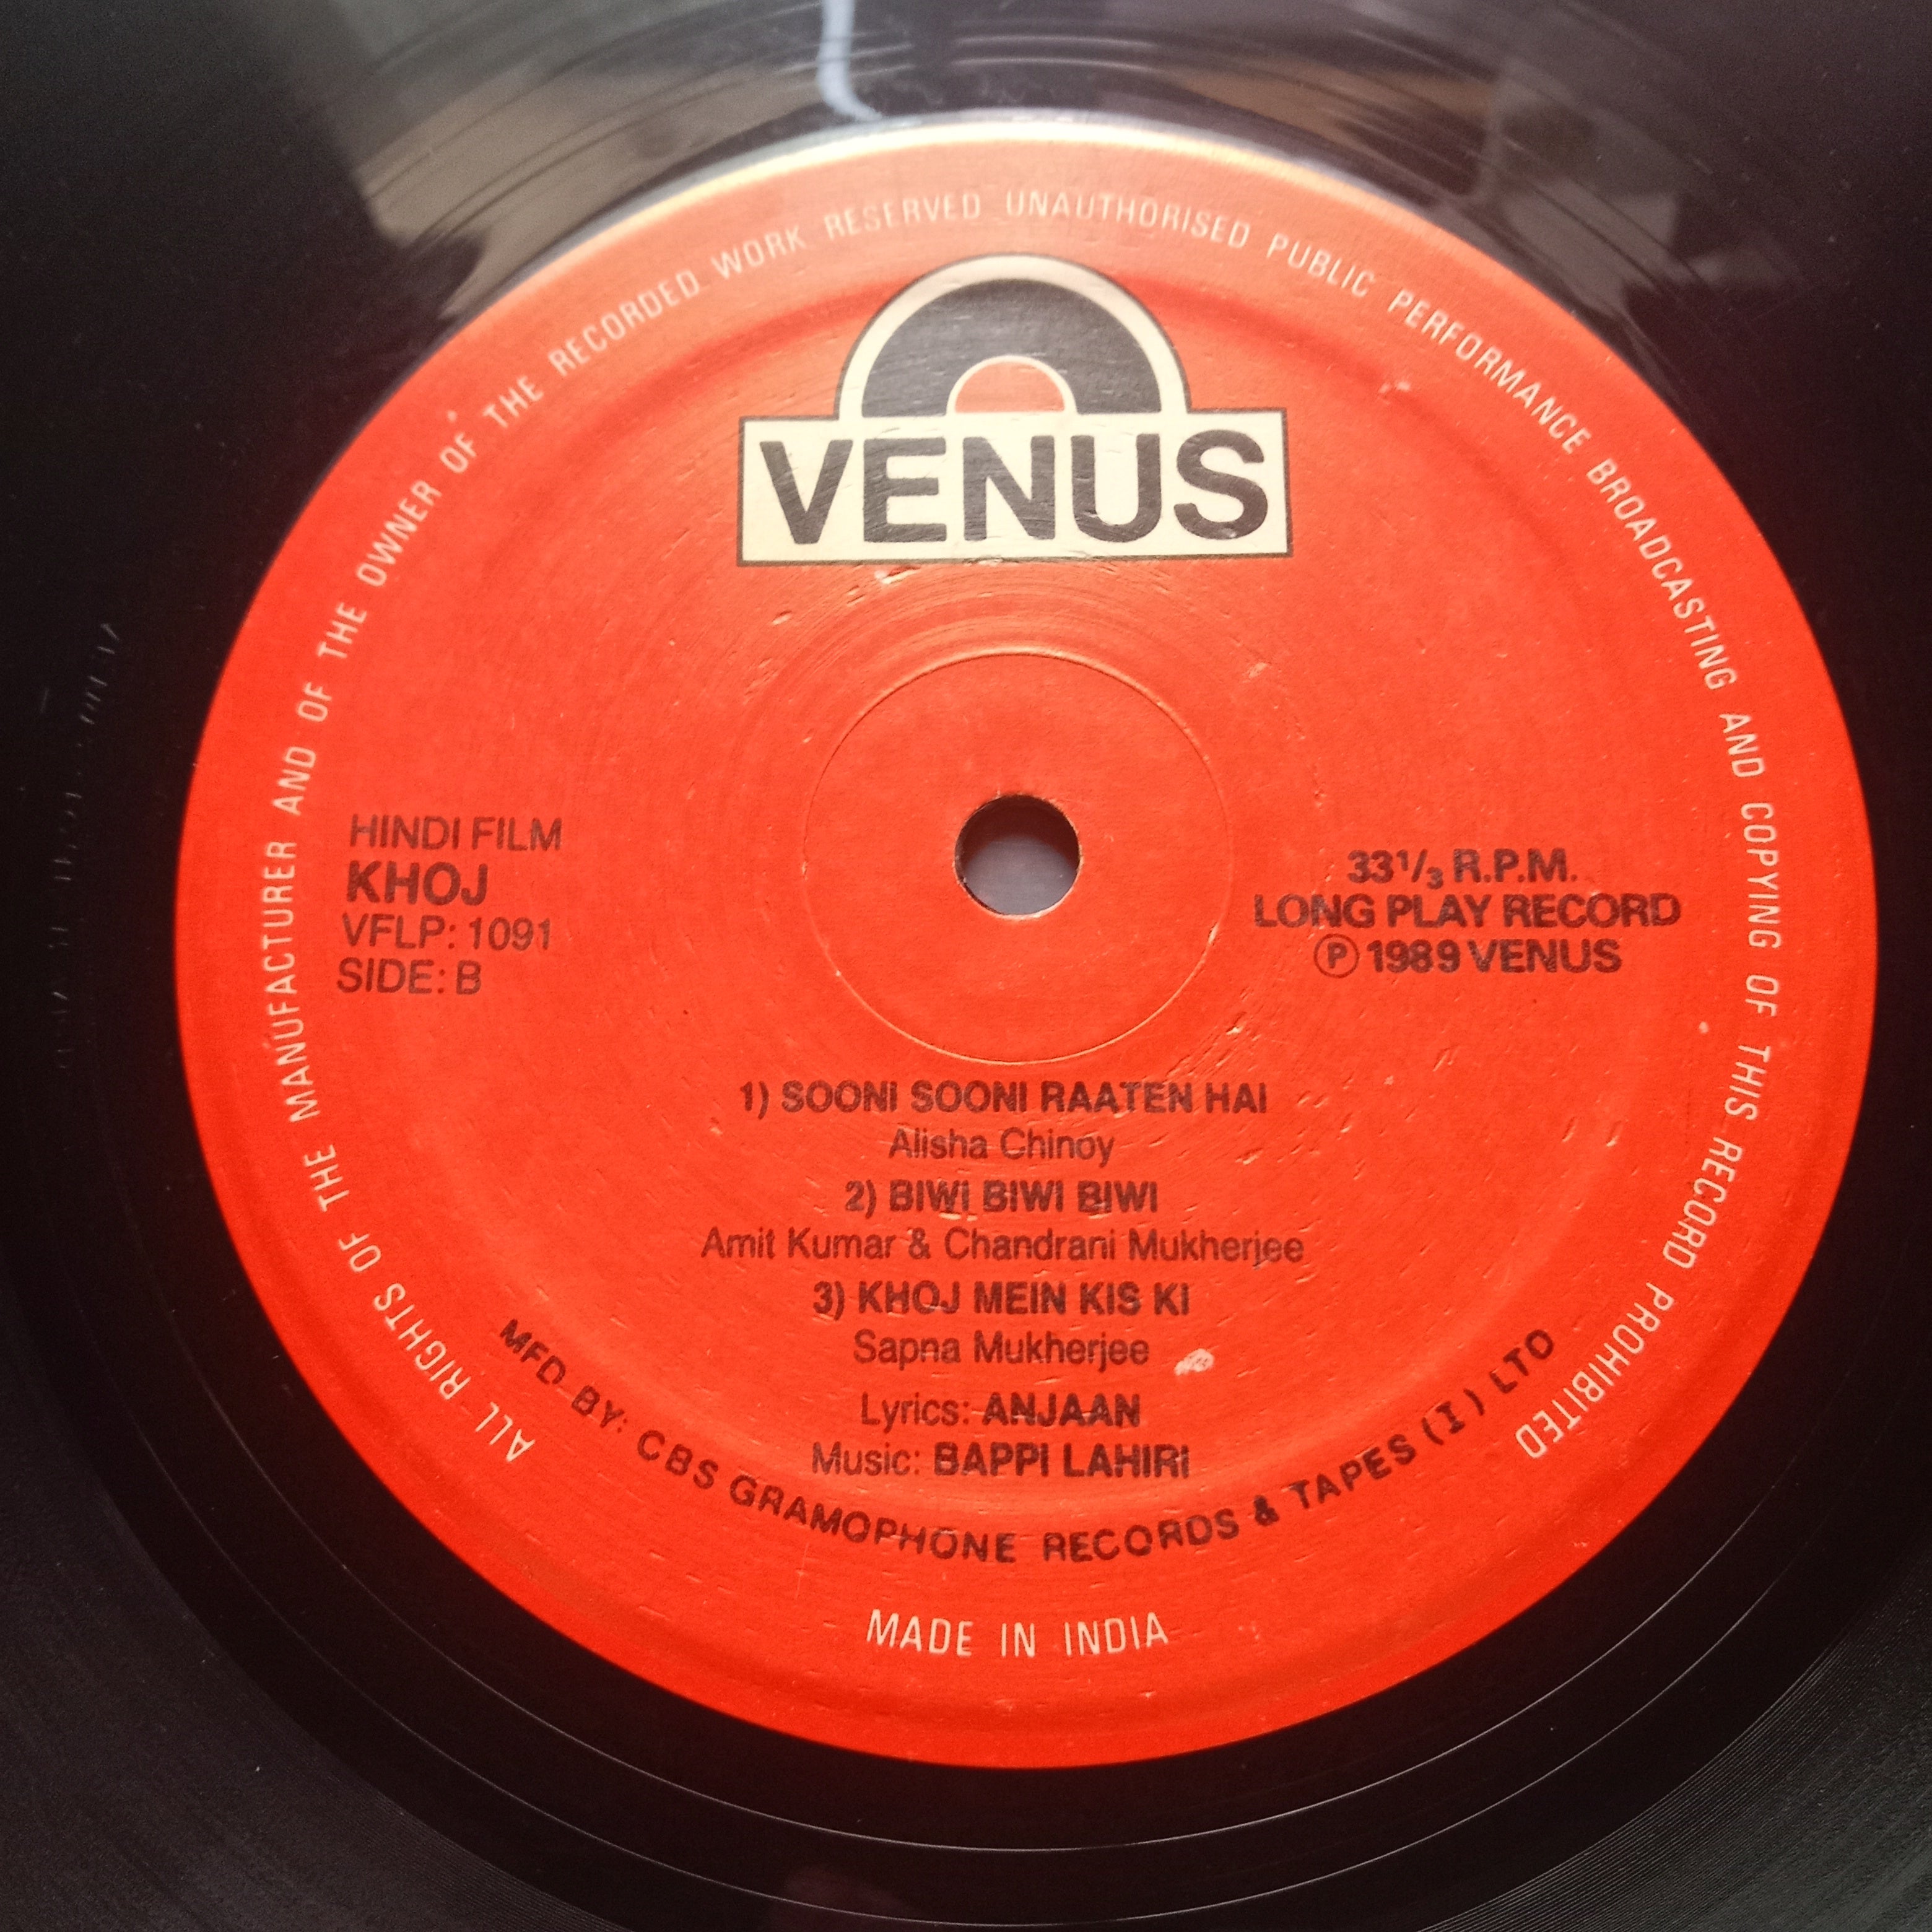 ALL RIGHTS OF THE MANUFACTURER AND OF THE OWNER OF THE RECORDED WORK RESERVED UNAUTHORISED PUBLIC PERFORMANCE BROADCASTING AND COPYING OF THIS RECORD PROHIBITED
VENUS
HINDI FILM
KHOJ
VFLP: 1091
SIDE: B
33 1/3 R.P.M.
LONG PLAY RECORD
Ⓟ 1989 VENUS
1) SOONI SOONI RAATEN HAI
Alisha Chinoy
2) BIWI BIWI BIWI
Amit Kumar & Chandrani Mukherjee
3) KHOJ MEIN KIS KI
Sapna Mukherjee
Lyrics: ANJAAN
Music: BAPPI LAHIRI
MFD BY: CBS GRAMOPHONE RECORDS & TAPES (I) LTD
MADE IN INDIA